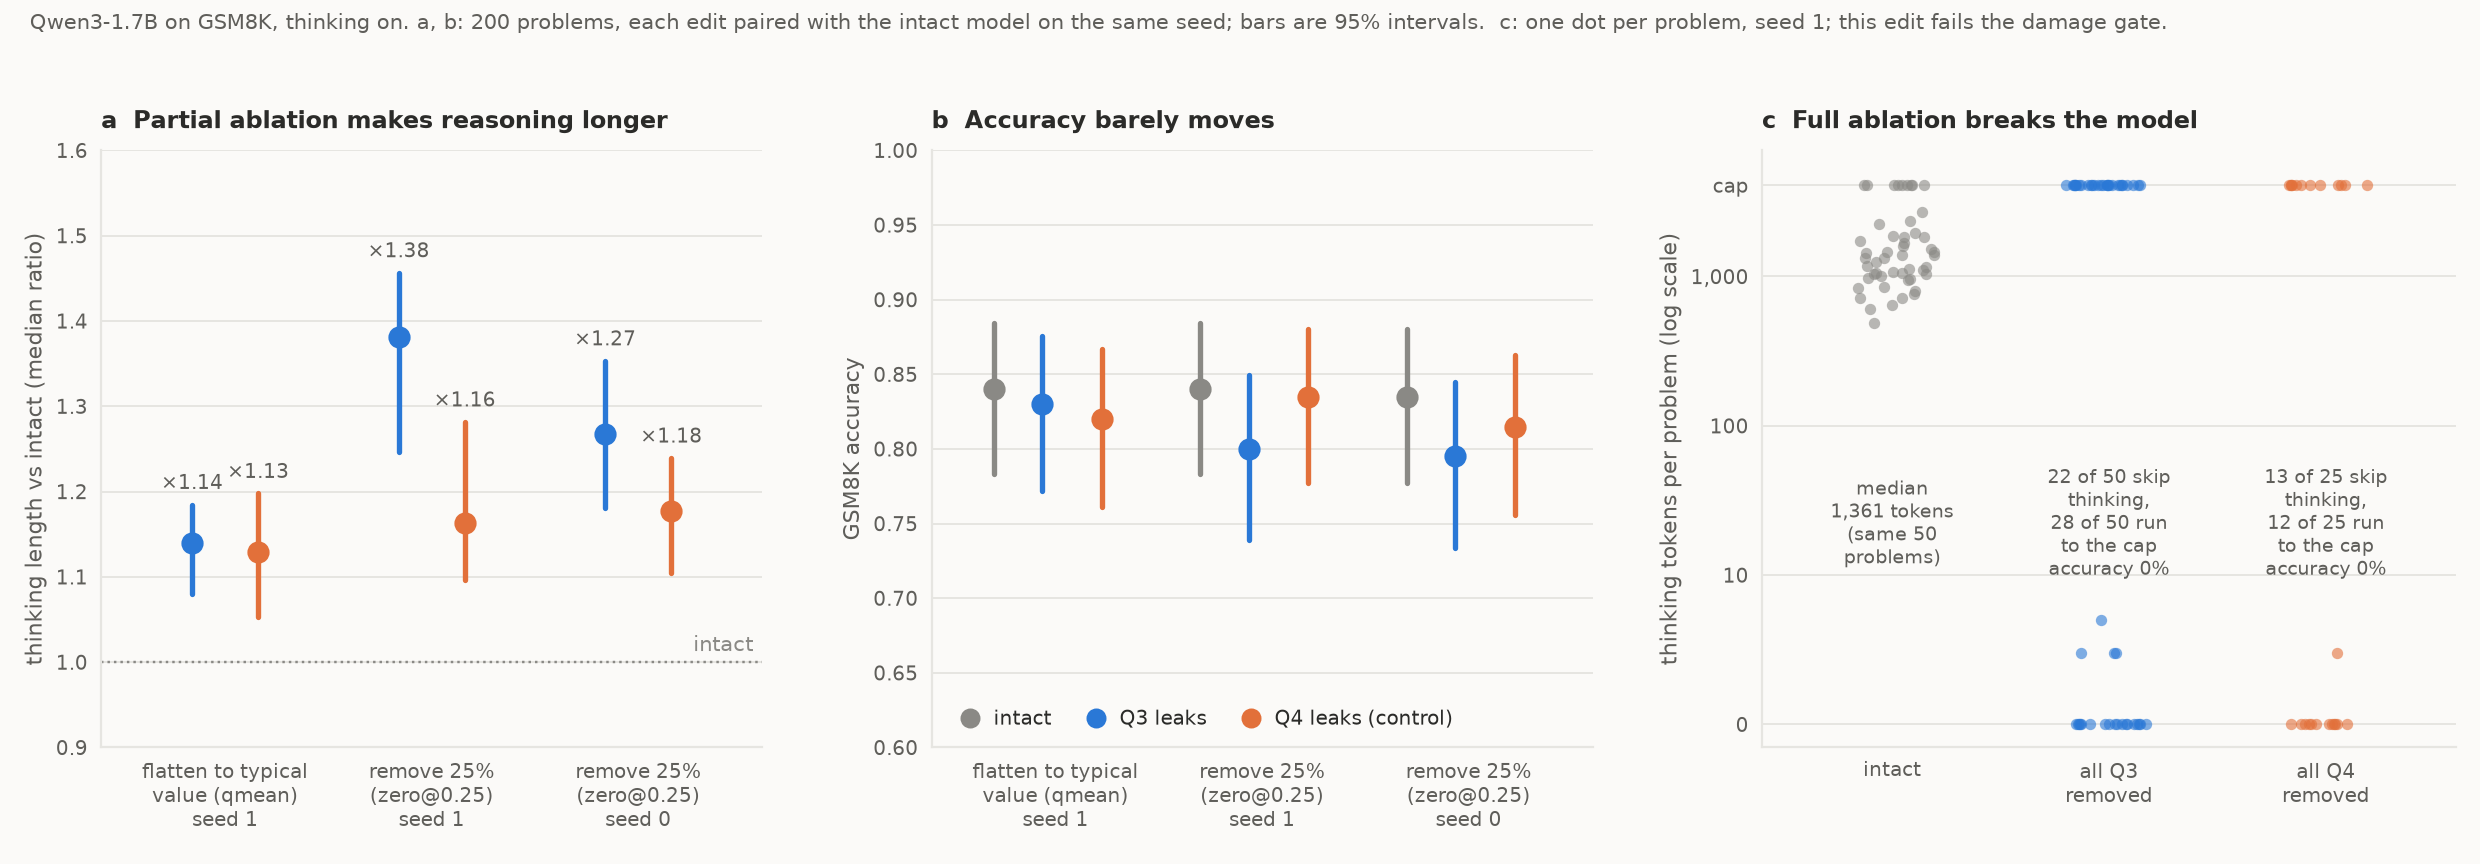 Qwen3-1.7B on GSM8K, thinking on. a, b: 200 problems, each edit paired with the intact model on the same seed; bars are 95% intervals.  c: one dot per problem, seed 1; this edit fails the damage gate.
a  Partial ablation makes reasoning longer
thinking length vs intact (median ratio)
1.6
1.5
1.4
1.3
1.2
1.1
1.0
0.9
×1.14
×1.13
×1.38
×1.16
×1.27
×1.18
intact
flatten to typical
value (qmean)
seed 1
remove 25%
(zero@0.25)
seed 1
remove 25%
(zero@0.25)
seed 0
b  Accuracy barely moves
GSM8K accuracy
1.00
0.95
0.90
0.85
0.80
0.75
0.70
0.65
0.60
intact
Q3 leaks
Q4 leaks (control)
flatten to typical
value (qmean)
seed 1
remove 25%
(zero@0.25)
seed 1
remove 25%
(zero@0.25)
seed 0
c  Full ablation breaks the model
thinking tokens per problem (log scale)
cap
1,000
100
10
0
median
1,361 tokens
(same 50
problems)
22 of 50 skip
thinking,
28 of 50 run
to the cap
accuracy 0%
13 of 25 skip
thinking,
12 of 25 run
to the cap
accuracy 0%
intact
all Q3
removed
all Q4
removed